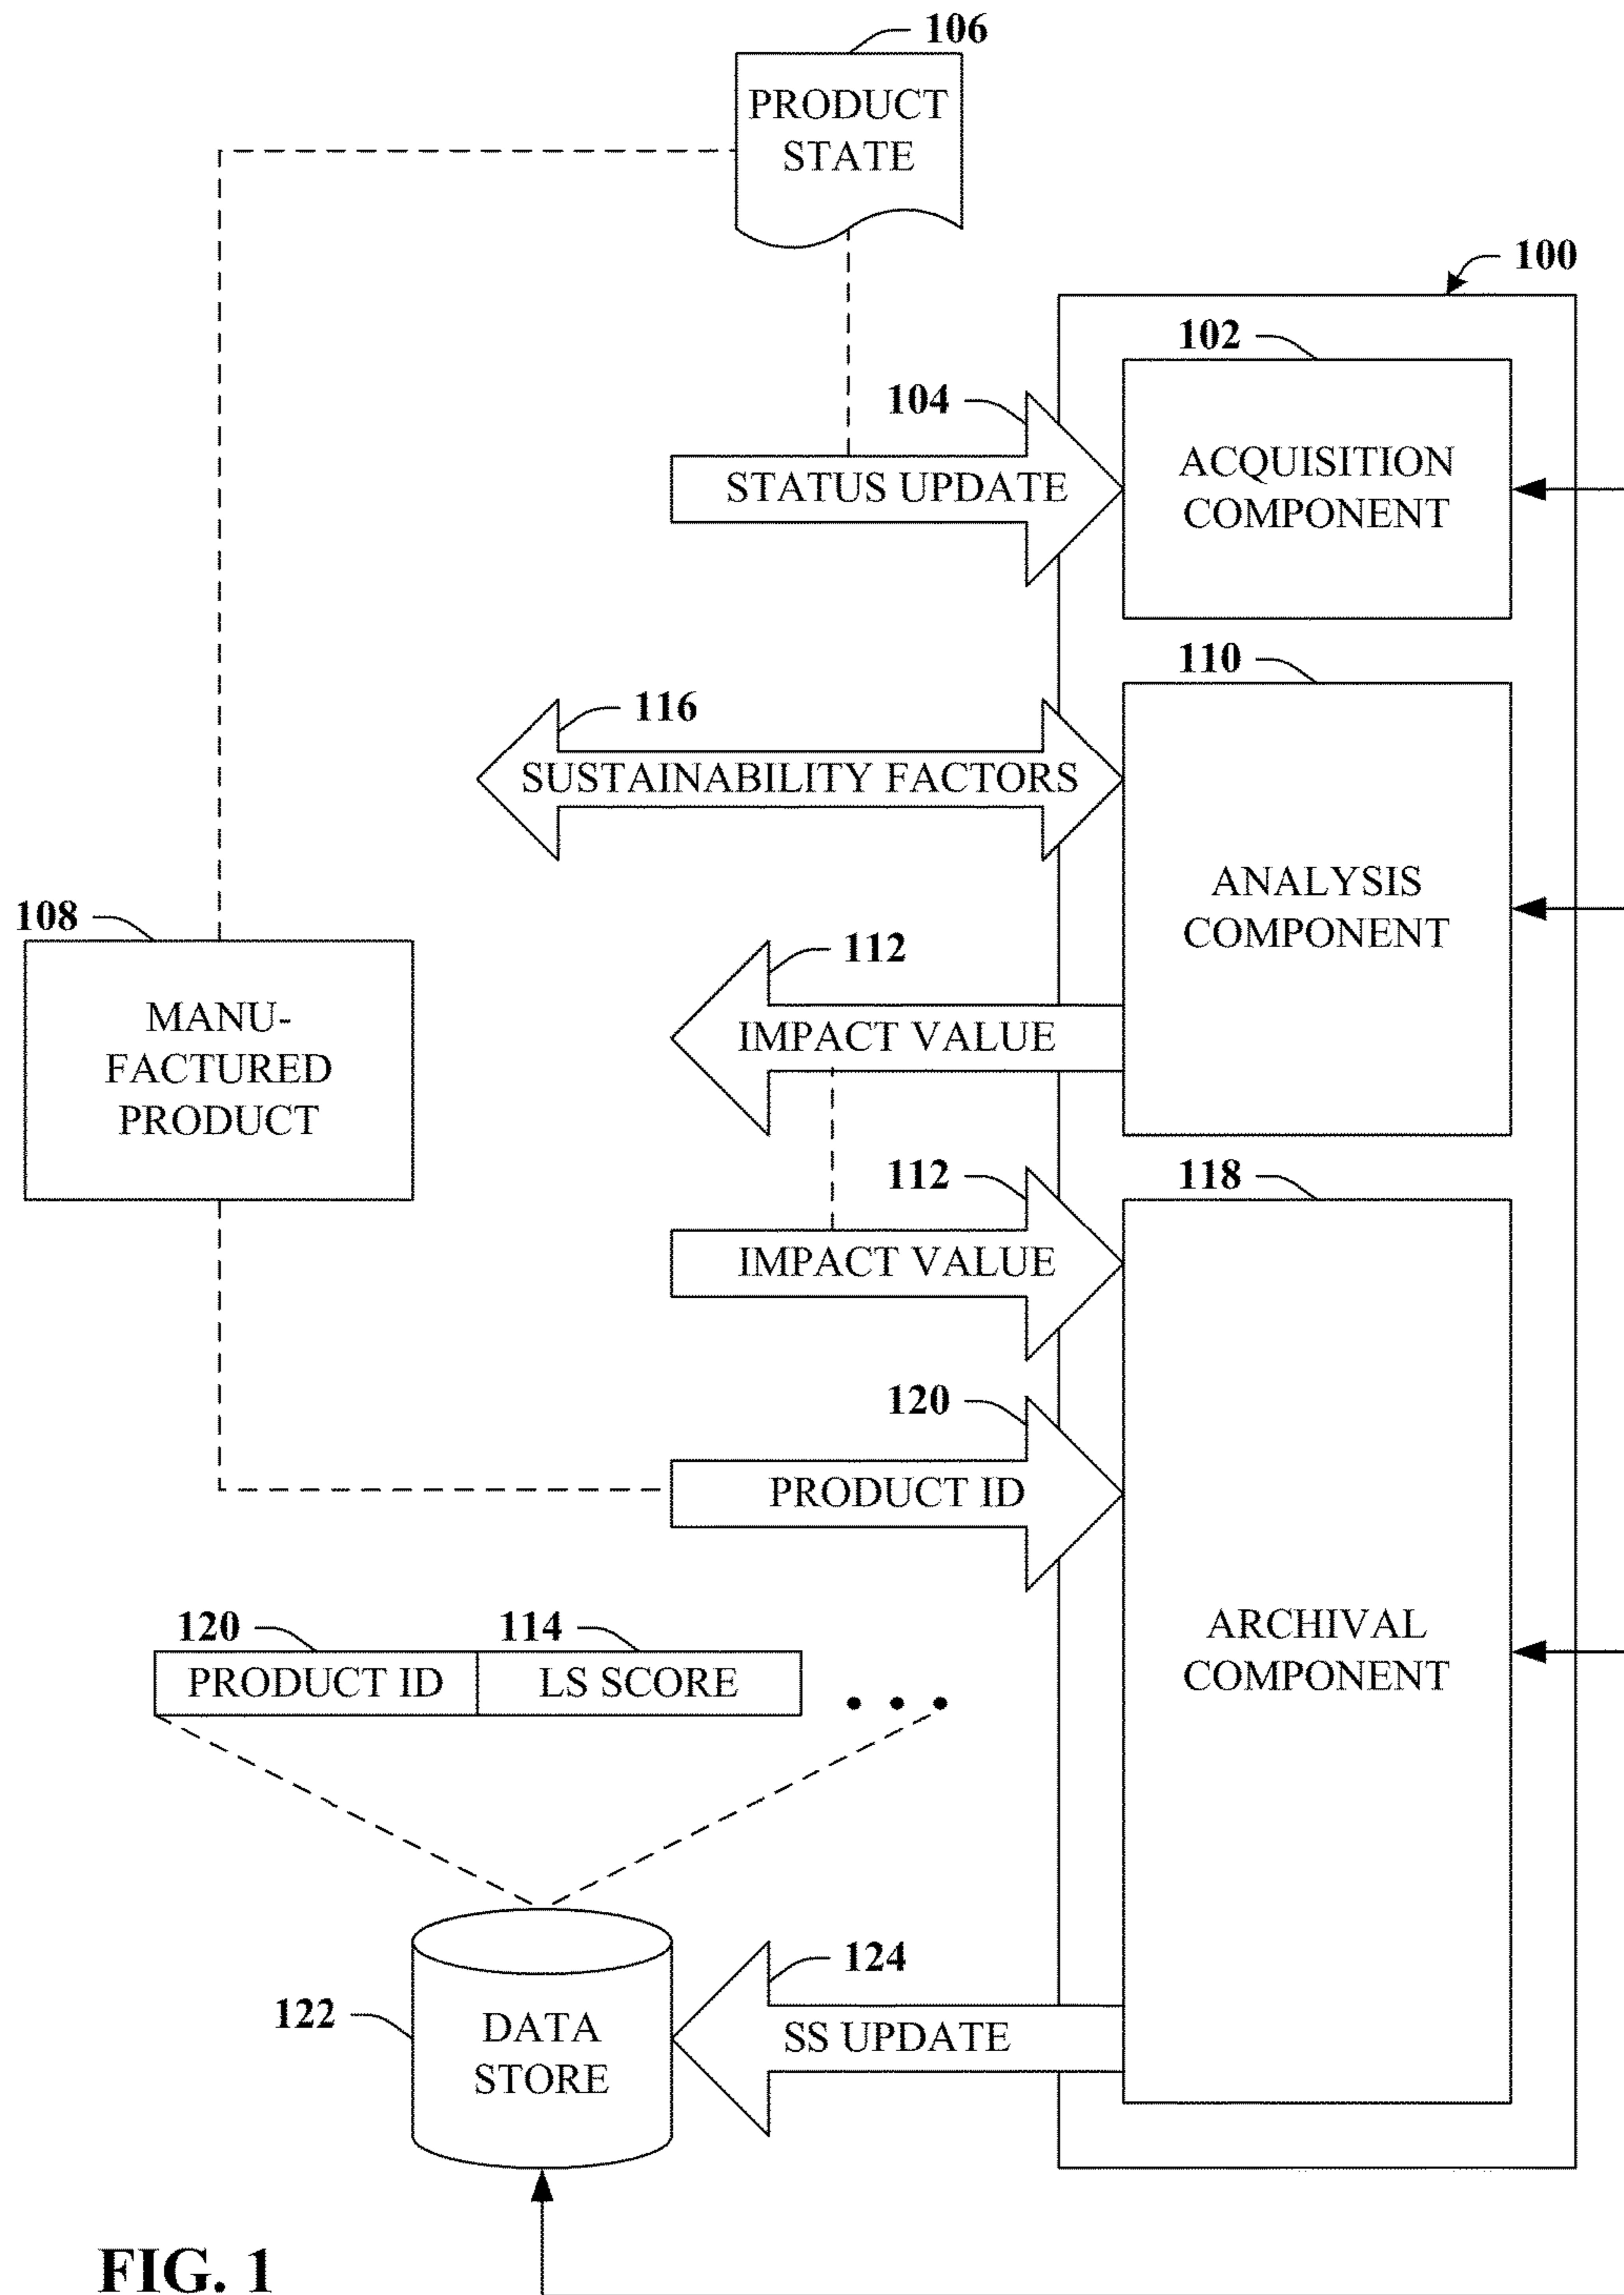 106
PRODUCT
STATE
100
102
104
STATUS UPDATE
ACQUISITION
COMPONENT
110
116
SUSTAINABILITY FACTORS
ANALYSIS
COMPONENT
108
MANU-
FACTURED
PRODUCT
112
IMPACT VALUE
112
118
IMPACT VALUE
120
PRODUCT ID
ARCHIVAL
COMPONENT
120
114
PRODUCT ID
LS SCORE
• • •
124
122
DATA
STORE
SS UPDATE
FIG. 1